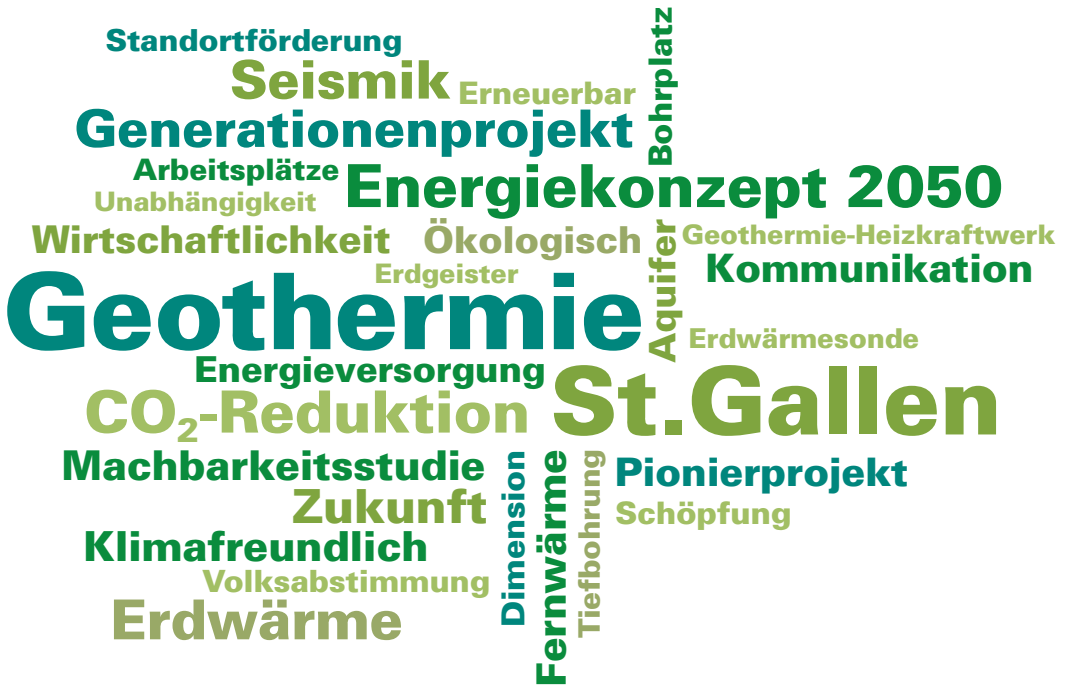 Standortförderung
Seismik
Erneuerbar
Bohrplatz
Generationenprojekt
Arbeitsplätze
Energiekonzept 2050
Unabhängigkeit
Wirtschaftlichkeit
Ökologisch
Aquifer
Geothermie-Heizkraftwerk
Erdgeister
Kommunikation
Geothermie
Erdwärmesonde
Energieversorgung
CO₂-Reduktion
St.Gallen
Machbarkeitsstudie
Dimension
Fernwärme
Tiefbohrung
Pionierprojekt
Zukunft
Schöpfung
Klimafreundlich
Volksabstimmung
Erdwärme